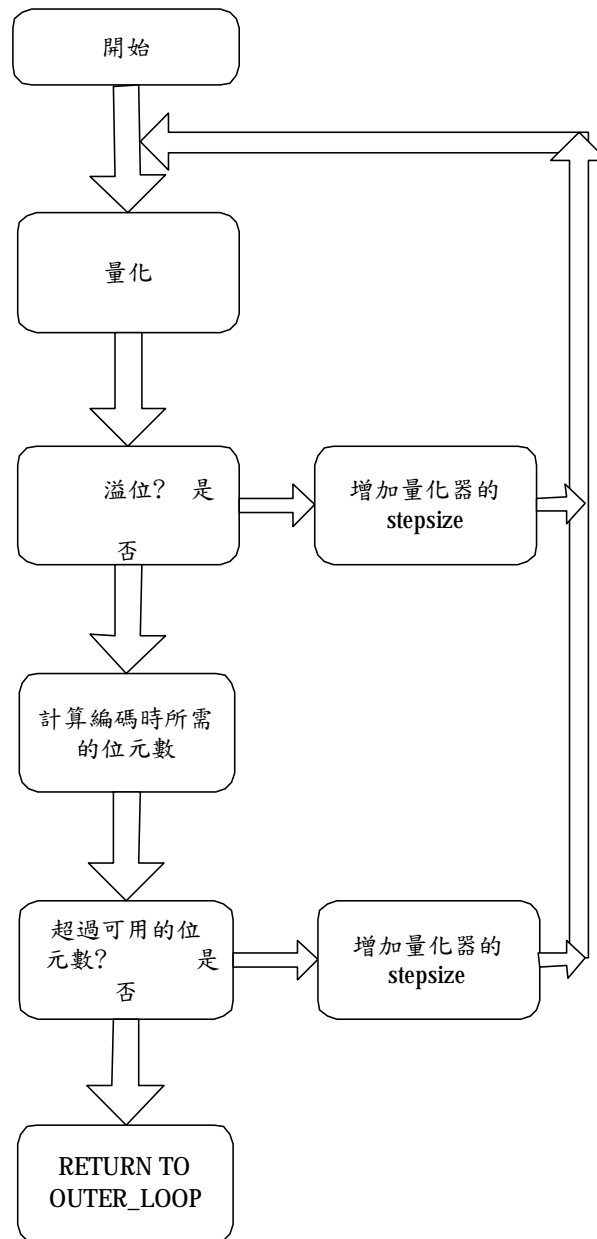 開始
量化
溢位? 是
否
增加量化器的
stepsize
計算編碼時所需
的位元數
超過可用的位
元數? 是
否
增加量化器的
stepsize
RETURN TO
OUTER_LOOP